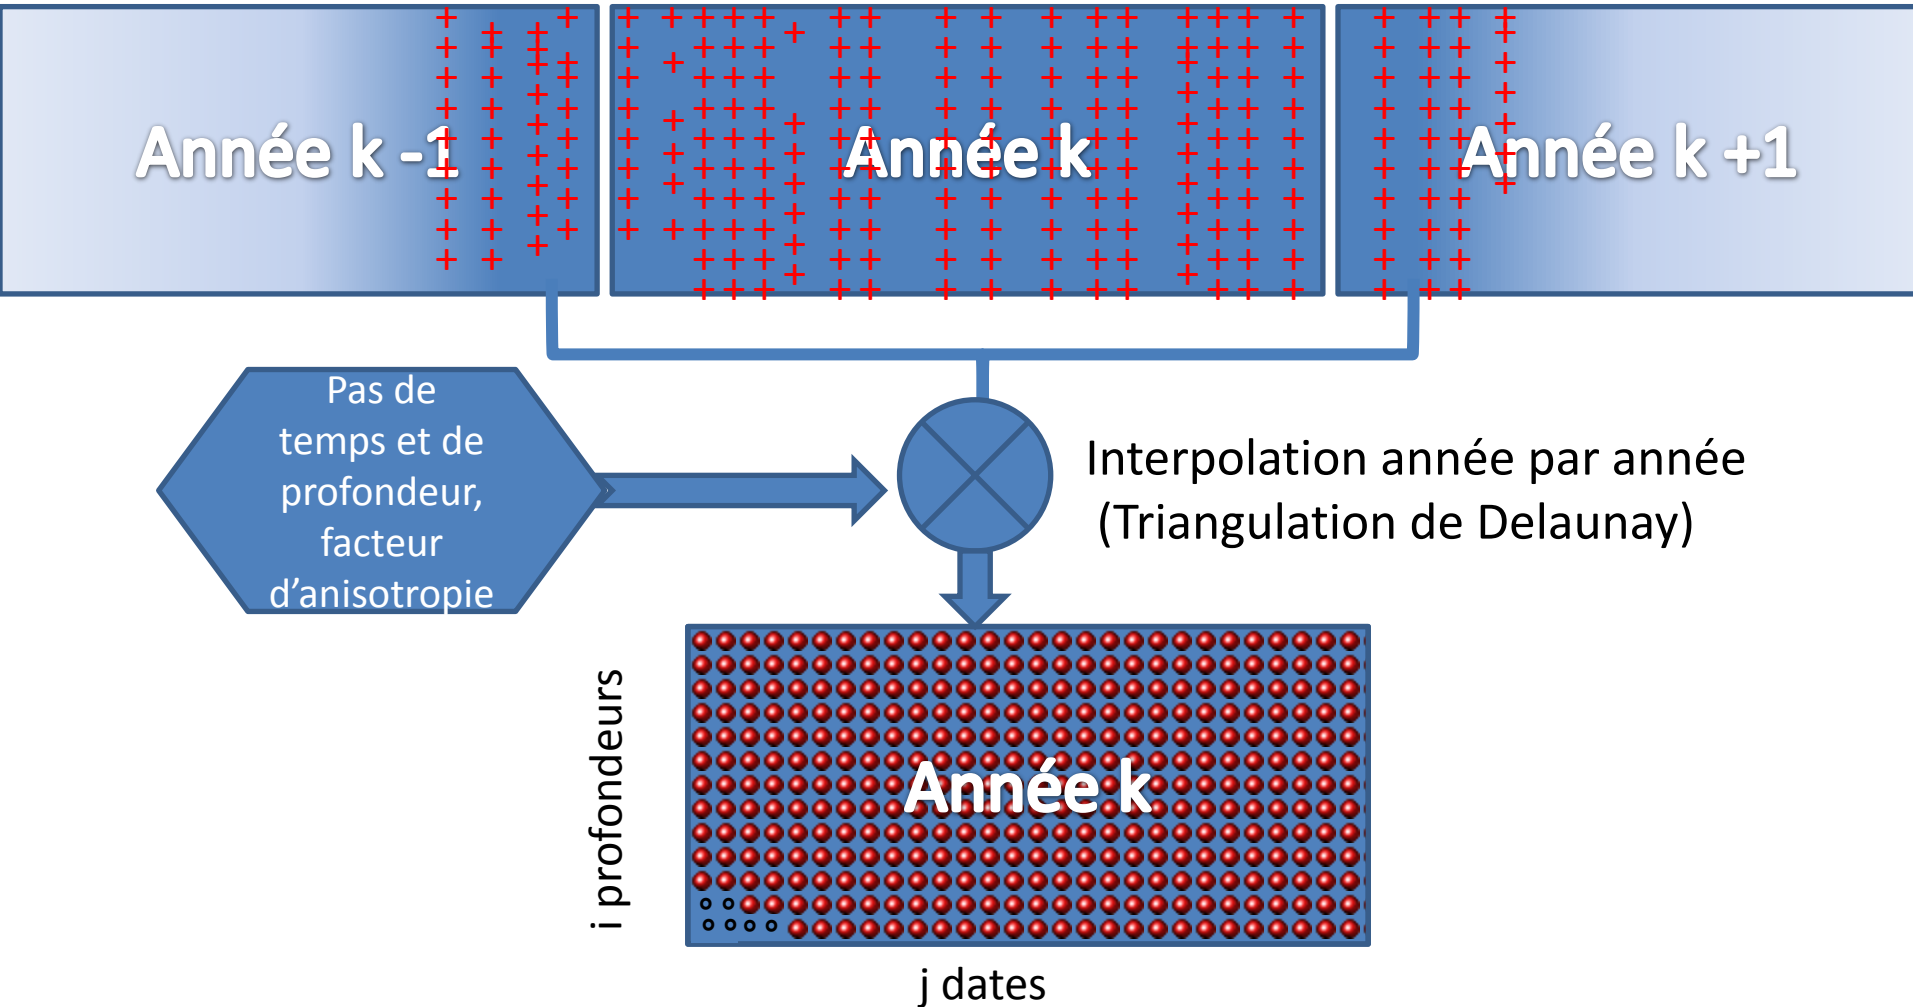 Année k -1
Année k
Année k +1
Pas de
temps et de
profondeur,
facteur
d’anisotropie
Interpolation année par année
(Triangulation de Delaunay)
i profondeurs
Année k
j dates